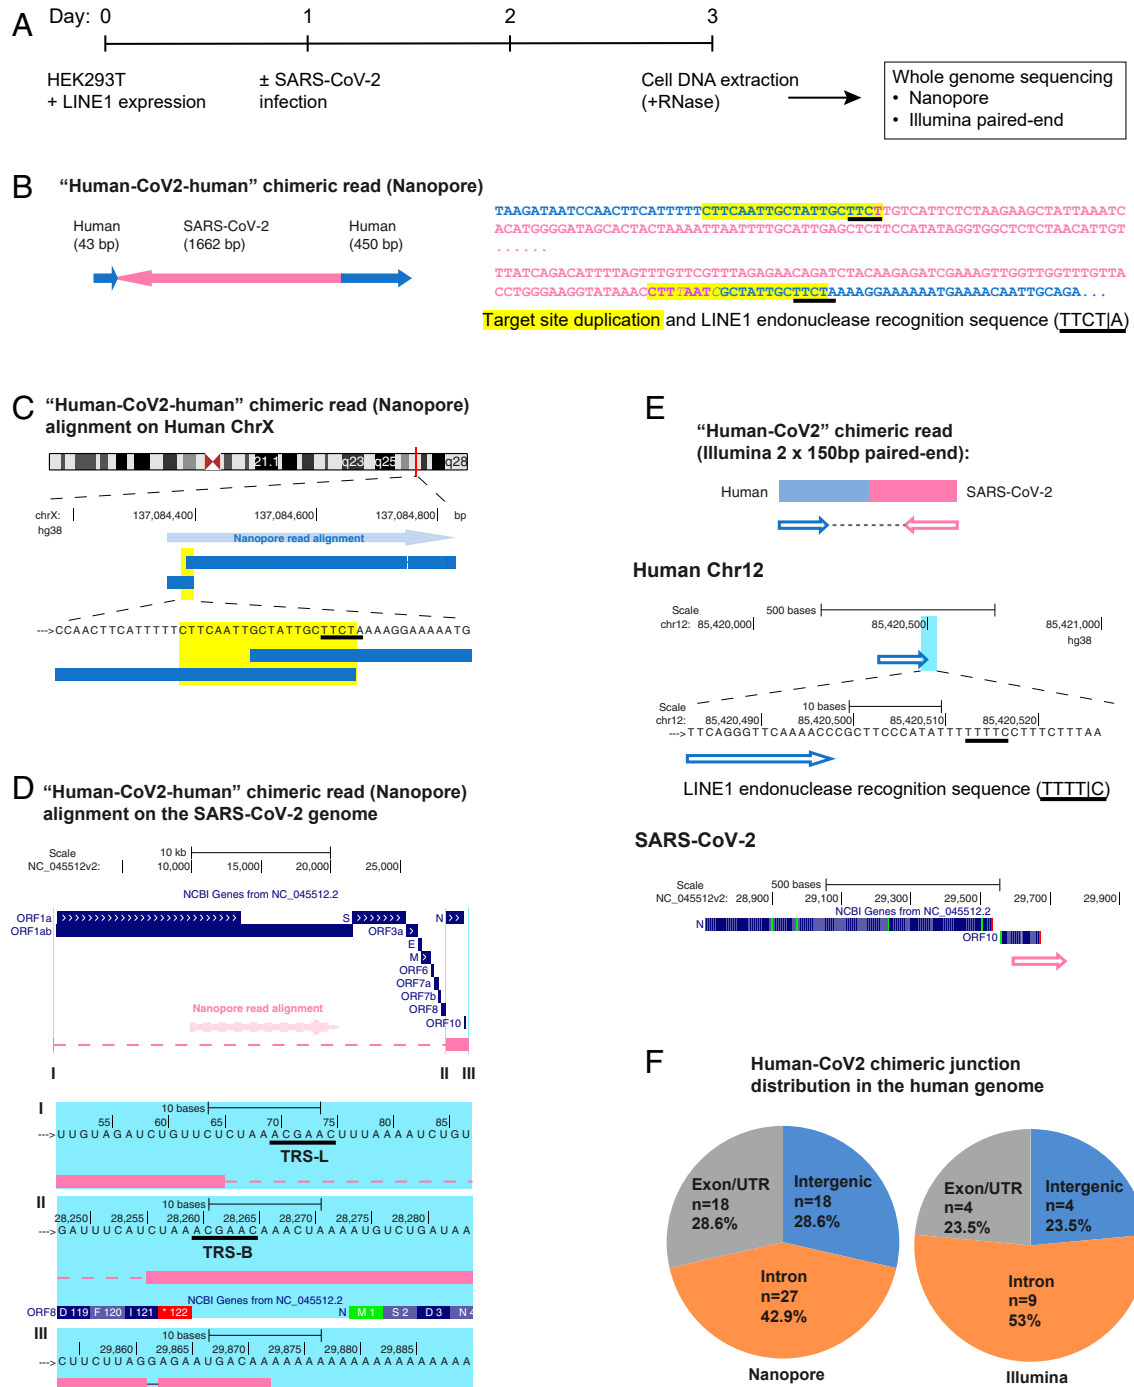 A
Day: 0 1 2 3
HEK293T
+ LINE1 expression
± SARS-CoV-2
infection
Cell DNA extraction
(+RNase)
Whole genome sequencing
• Nanopore
• Illumina paired-end
B
“Human-CoV2-human” chimeric read (Nanopore)
Human
(43 bp)
SARS-CoV-2
(1662 bp)
Human
(450 bp)
TAAGATAATCCAACTTCATTTTTCTTCAATTGCTATTGCTTCTTGTCATTCTCTAAGAAGCTATTAAATC
ACATGGGGATAGCACTACTAAAATTAATTTTGCATTGAGCTCTTCCATATAGGTGGCTCTCTAACATTGT
......
TTATCAGACATTTTAGTTTGTTCGTTTAGAGAACAGATCTACAAGAGATCGAAAGTTGGTTGGTTTGTTA
CCTGGGAAGGTATAAACCTTTAATCGCTATTGCTTCTAAAAGGAAAAAATGAAAACAATTGCAGA...
Target site duplication and LINE1 endonuclease recognition sequence (TTCT|A)
C
“Human-CoV2-human” chimeric read (Nanopore)
alignment on Human ChrX
21.1 q23 q25 q28
chrX: 137,084,400 137,084,600 137,084,800 bp
hg38
Nanopore read alignment
--->CCAACTTCATTTTTCTTCAATTGCTATTGCTTCTAAAAGGAAAAATG
D
“Human-CoV2-human” chimeric read (Nanopore)
alignment on the SARS-CoV-2 genome
Scale 10 kb
NC_045512v2: 10,000 15,000 20,000 25,000
NCBI Genes from NC_045512.2
ORF1a S N
ORF1ab ORF3a
E
M
ORF6
ORF7a
ORF7b
ORF8
ORF10
Nanopore read alignment
I II III
I
10 bases
55 60 65 70 75 80 85
--->UUGUAGAUCUGUUCUCUAAACGAACUUUAAAAUCUGU
TRS-L
II
10 bases
28,250 28,255 28,260 28,265 28,270 28,275 28,280
--->GAUUUCAUCUAAACGAACAAACUAAAAUGUCUGAUAA
TRS-B
NCBI Genes from NC_045512.2
ORF8 D 119 F 120 I 121 * 122 N M 1 S 2 D 3 N 4
III
10 bases
29,860 29,865 29,870 29,875 29,880 29,885
--->CUUCUUAGGAGAAUGACAAAAAAAAAAAAAAAAAAAA
E
“Human-CoV2” chimeric read
(Illumina 2 x 150bp paired-end):
Human SARS-CoV-2
Human Chr12
Scale 500 bases
chr12: 85,420,000 85,420,500 85,421,000
hg38
Scale 10 bases
chr12: 85,420,490 85,420,500 85,420,510 85,420,520
--->TTCAGGGTTCAAAACCCGCTTCCCATATTTTTTTCCTTTCTTTAA
LINE1 endonuclease recognition sequence (TTTT|C)
SARS-CoV-2
Scale 500 bases
NC_045512v2: 28,900 29,100 29,300 29,500 29,700 29,900
NCBI Genes from NC_045512.2
N
ORF10
F
Human-CoV2 chimeric junction
distribution in the human genome
Exon/UTR
n=18
28.6%
Intergenic
n=18
28.6%
Intron
n=27
42.9%
Nanopore
Exon/UTR
n=4
23.5%
Intergenic
n=4
23.5%
Intron
n=9
53%
Illumina